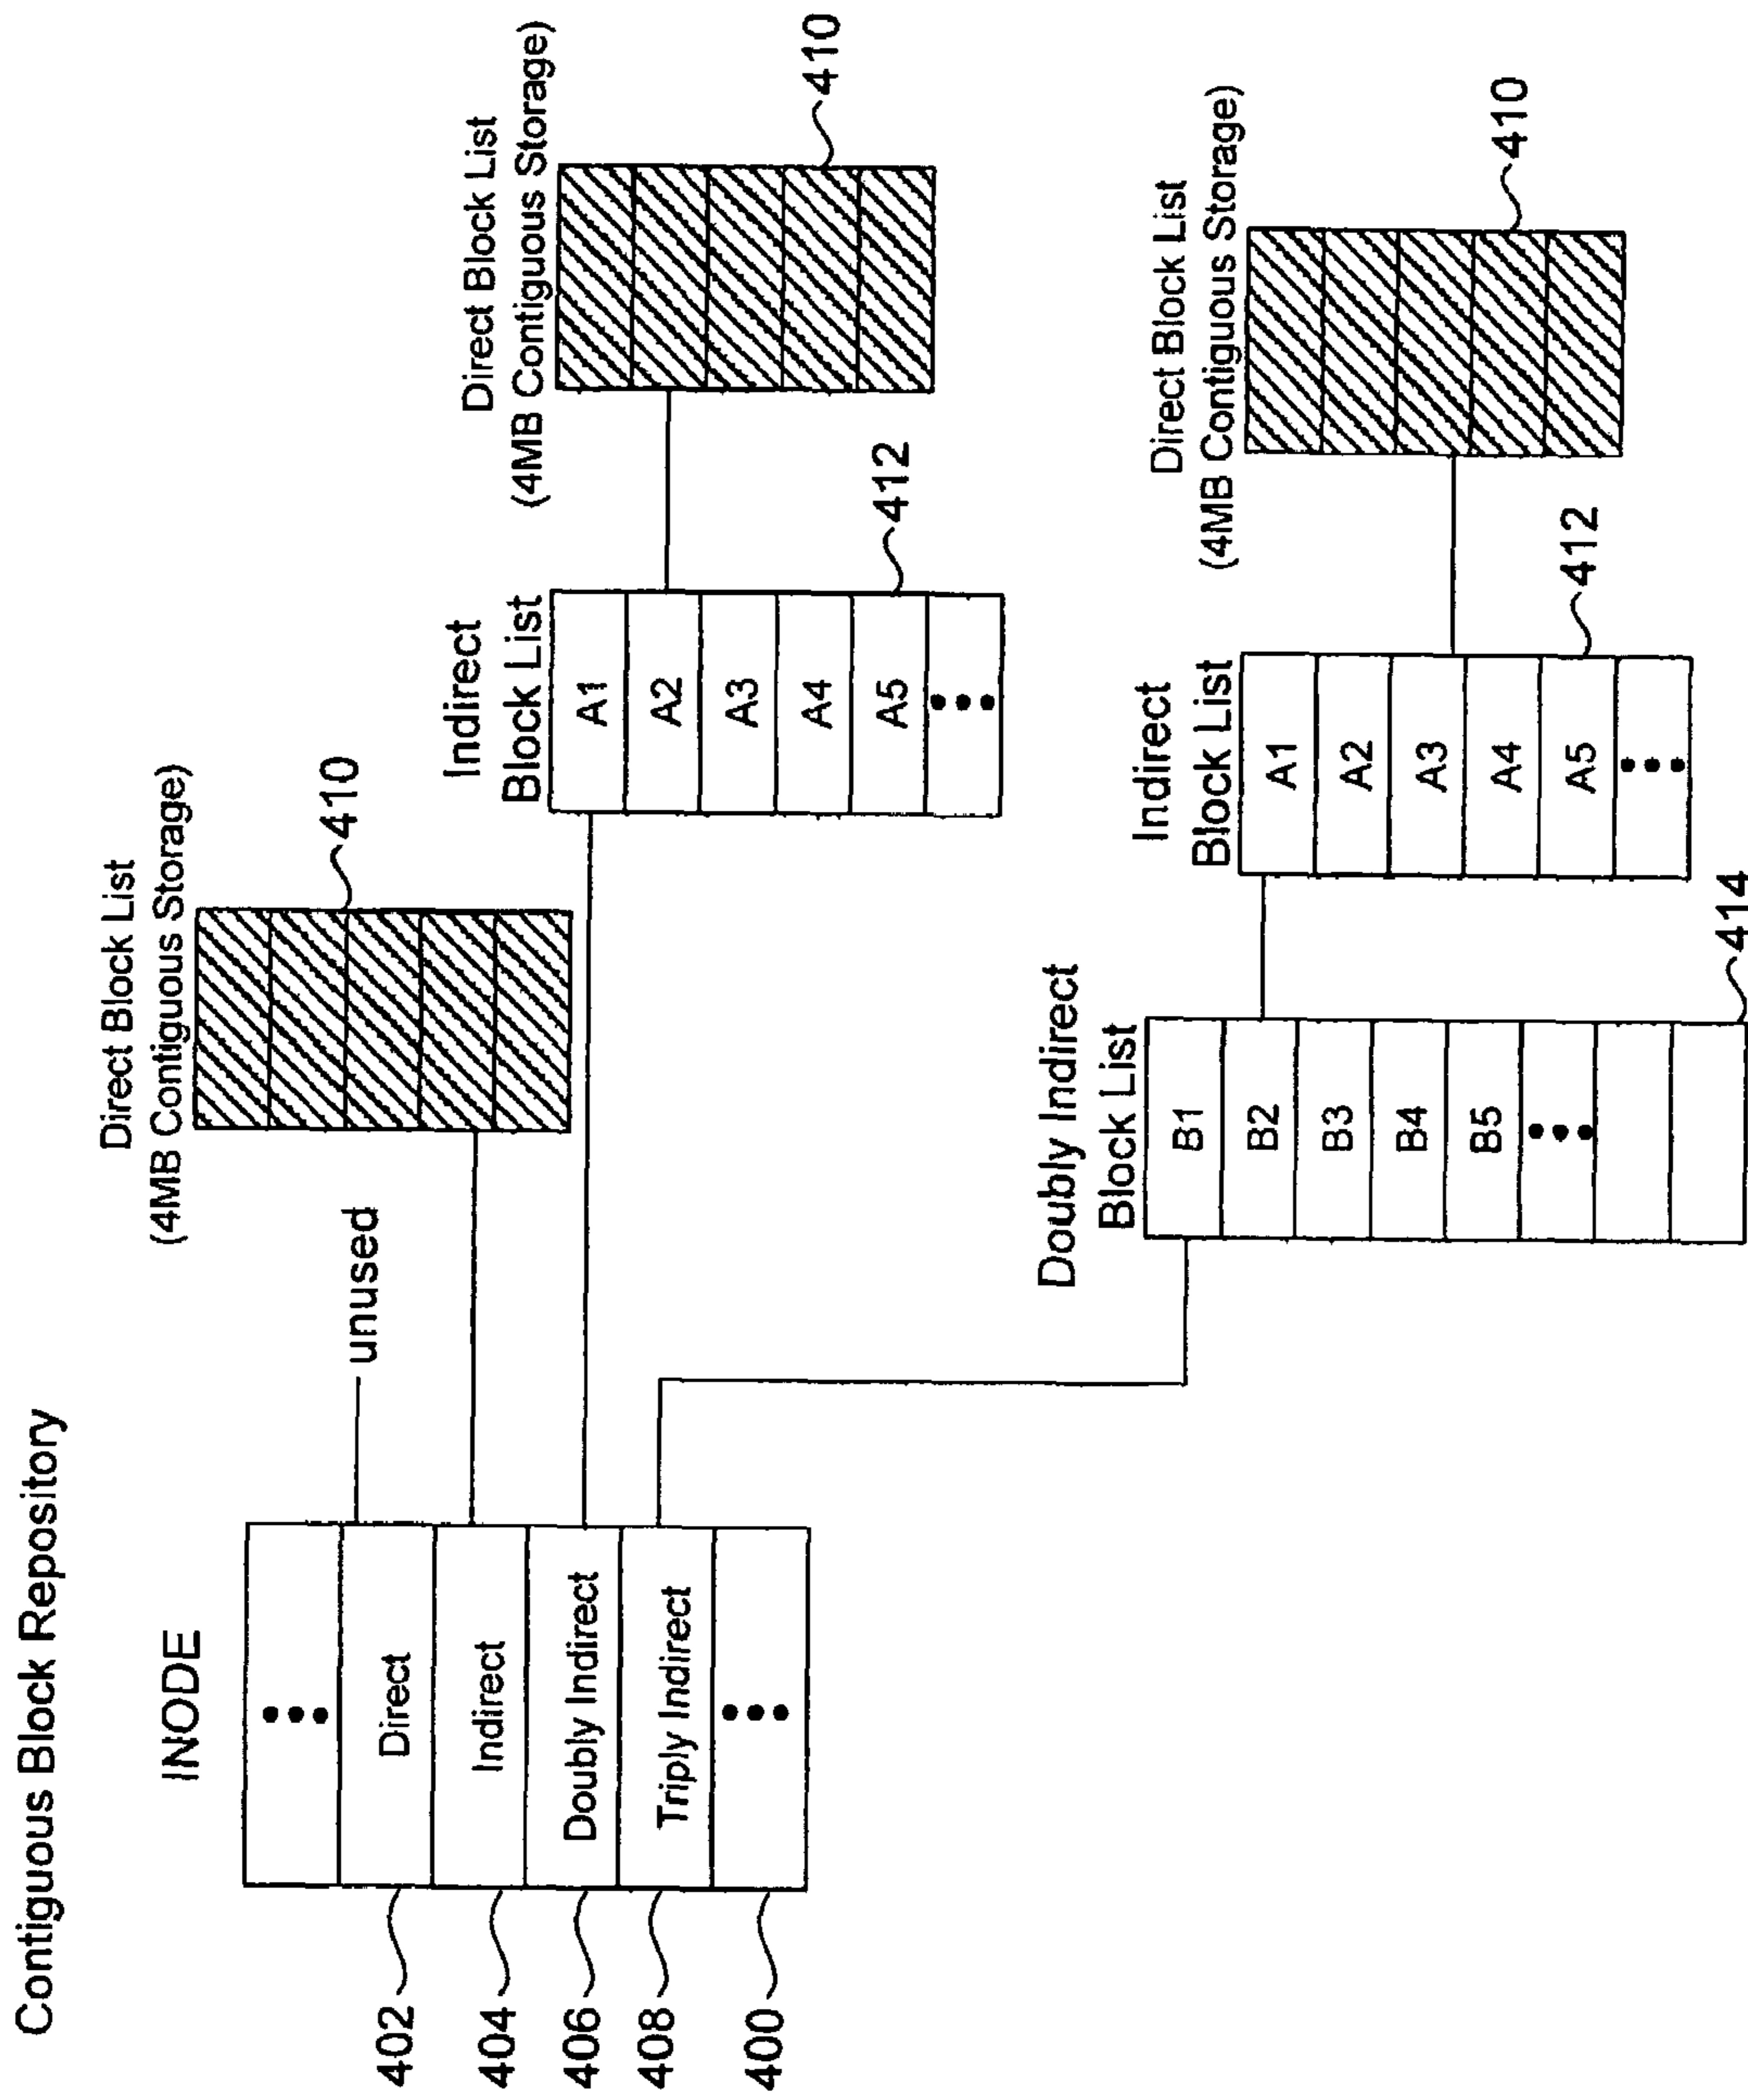 Contiguous Block Repository
INODE
•••
Direct
Indirect
Doubly Indirect
Triply Indirect
•••
402
404
406
408
400
unused
Direct Block List
(4MB Contiguous Storage)
410
Indirect
Block List
A1
A2
A3
A4
A5
•••
412
Direct Block List
(4MB Contiguous Storage)
410
Doubly Indirect
Block List
B1
B2
B3
B4
B5
•••
414
Indirect
Block List
A1
A2
A3
A4
A5
•••
412
Direct Block List
(4MB Contiguous Storage)
410